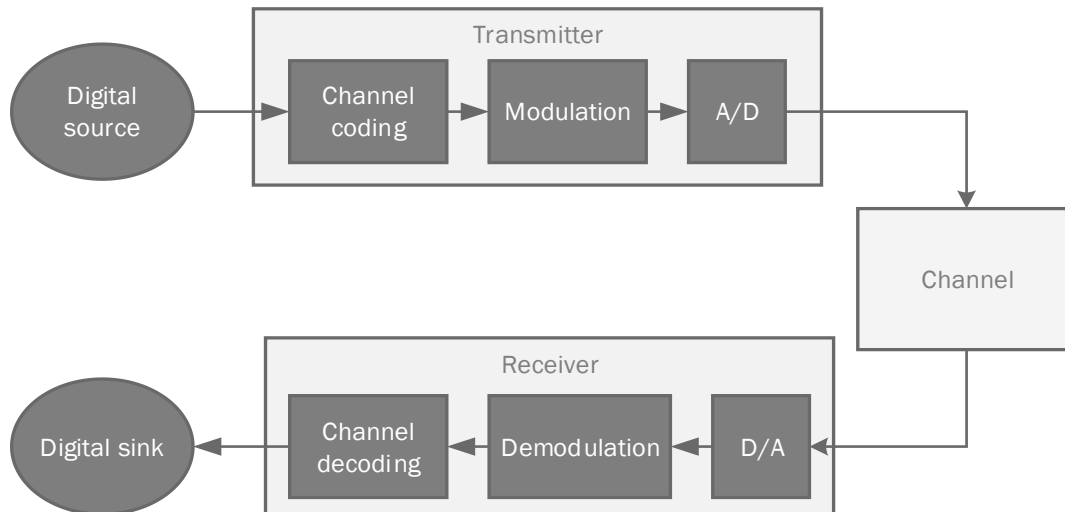 Transmitter
Digital
source
Channel
coding
Modulation
A/D
Channel
Receiver
Digital sink
Channel
decoding
Demodulation
D/A